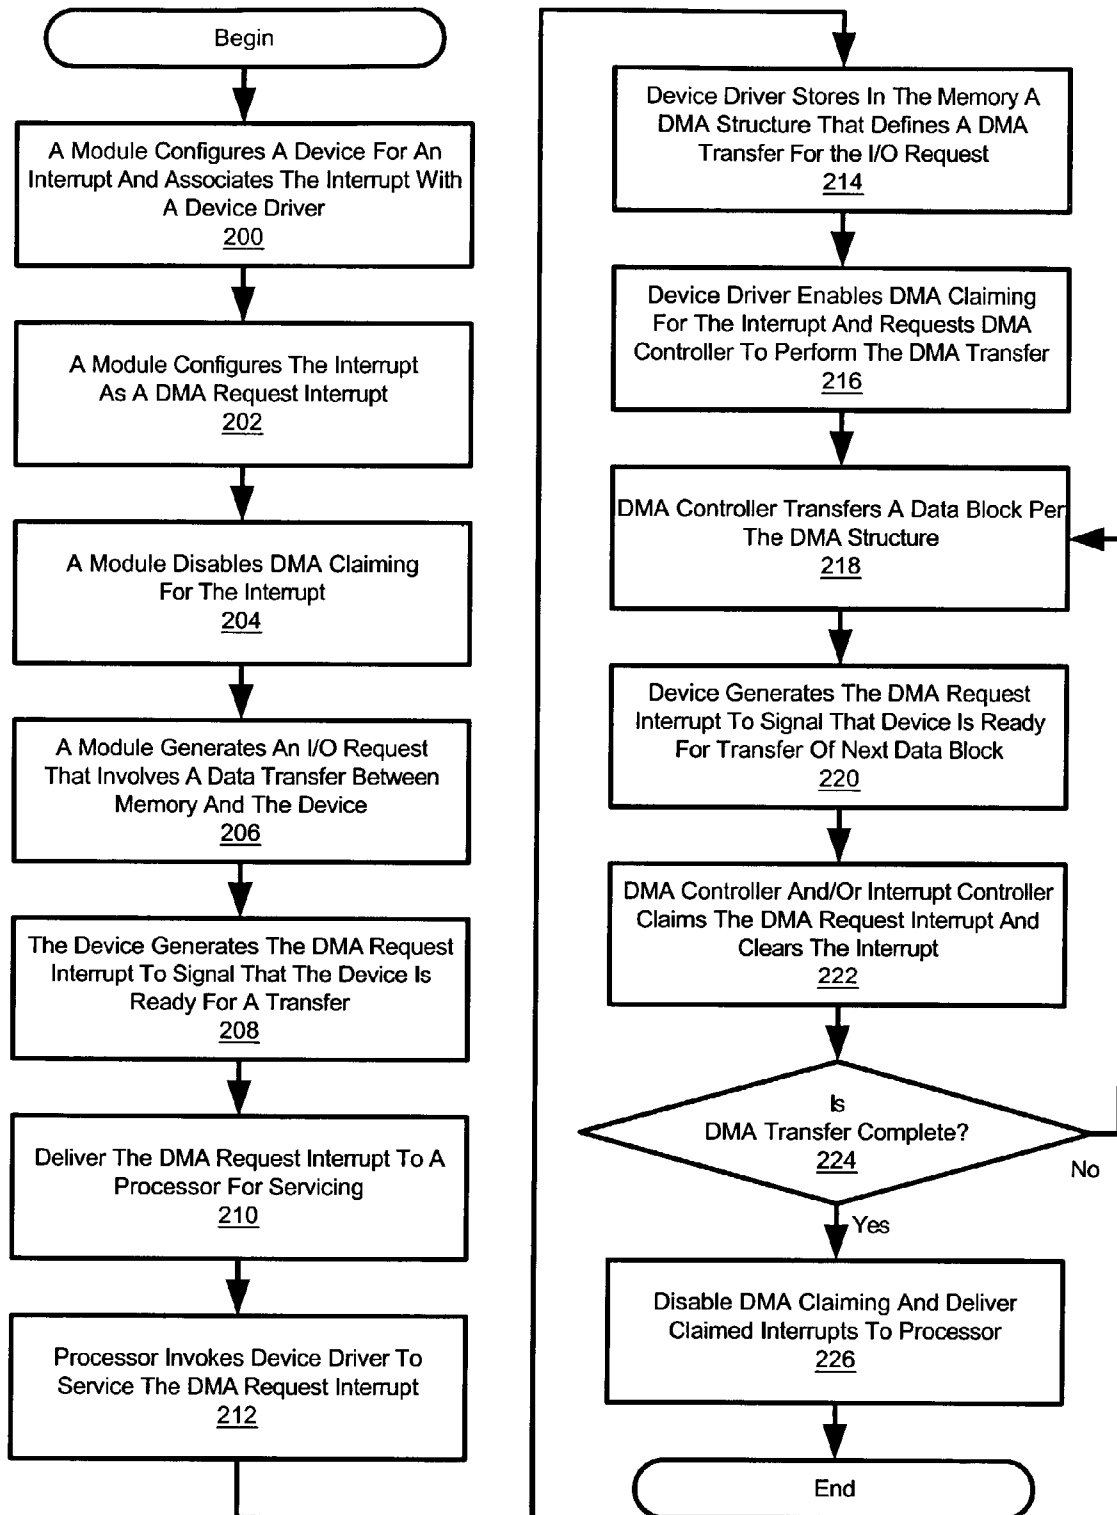 Begin
A Module Configures A Device For An
Interrupt And Associates The Interrupt With
A Device Driver
200
A Module Configures The Interrupt
As A DMA Request Interrupt
202
A Module Disables DMA Claiming
For The Interrupt
204
A Module Generates An I/O Request
That Involves A Data Transfer Between
Memory And The Device
206
The Device Generates The DMA Request
Interrupt To Signal That The Device Is
Ready For A Transfer
208
Deliver The DMA Request Interrupt To A
Processor For Servicing
210
Processor Invokes Device Driver To
Service The DMA Request Interrupt
212
Device Driver Stores In The Memory A
DMA Structure That Defines A DMA
Transfer For the I/O Request
214
Device Driver Enables DMA Claiming
For The Interrupt And Requests DMA
Controller To Perform The DMA Transfer
216
DMA Controller Transfers A Data Block Per
The DMA Structure
218
Device Generates The DMA Request
Interrupt To Signal That Device Is Ready
For Transfer Of Next Data Block
220
DMA Controller And/Or Interrupt Controller
Claims The DMA Request Interrupt And
Clears The Interrupt
222
Is
DMA Transfer Complete?
224
No
Yes
Disable DMA Claiming And Deliver
Claimed Interrupts To Processor
226
End